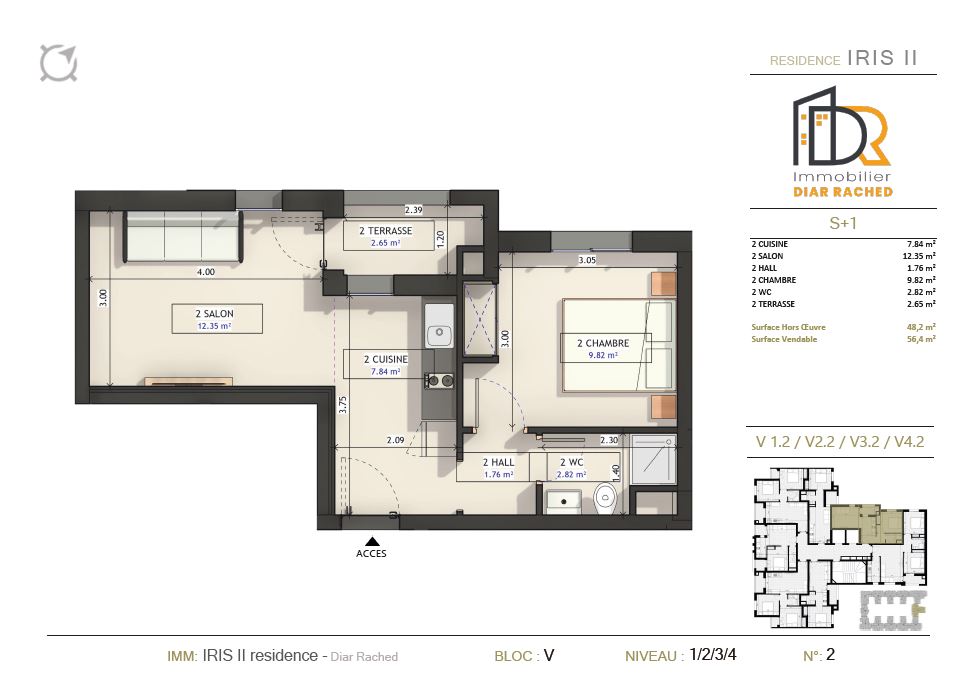 RESIDENCE IRIS II
DR
Immobilier
DIAR RACHED
S+1
2 CUISINE 7.84 m²
2 SALON 12.35 m²
2 HALL 1.76 m²
2 CHAMBRE 9.82 m²
2 WC 2.82 m²
2 TERRASSE 2.65 m²
Surface Hors Œuvre 48,2 m²
Surface Vendable 56,4 m²
V 1.2 / V2.2 / V3.2 / V4.2
2.39
2 TERRASSE
2.65 m²
1.20
4.00
3.00
2 SALON
12.35 m²
3.05
3.00
2 CHAMBRE
9.82 m²
2 CUISINE
7.84 m²
3.75
2.09
2.30
2 HALL
1.76 m²
2 WC
2.82 m²
1.40
ACCES
IMM: IRIS II residence - Diar Rached
BLOC : V
NIVEAU : 1/2/3/4
N°: 2